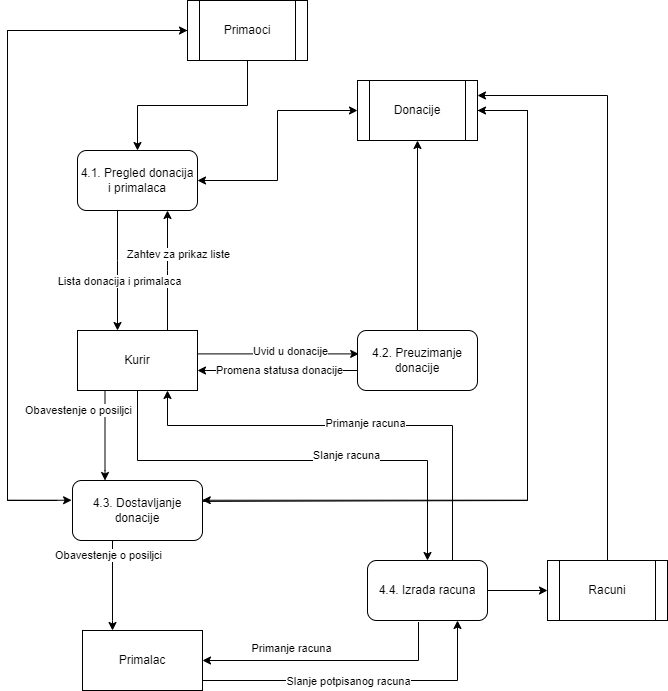 Primaoci
Donacije
4.1. Pregled donacija
i primalaca
Zahtev za prikaz liste
Lista donacija i primalaca
Kurir
Uvid u donacije
Promena statusa donacije
4.2. Preuzimanje
donacije
Obavestenje o posiljci
Primanje racuna
Slanje racuna
4.3. Dostavljanje
donacije
Obavestenje o posiljci
4.4. Izrada racuna
Racuni
Primalac
Primanje racuna
Slanje potpisanog racuna